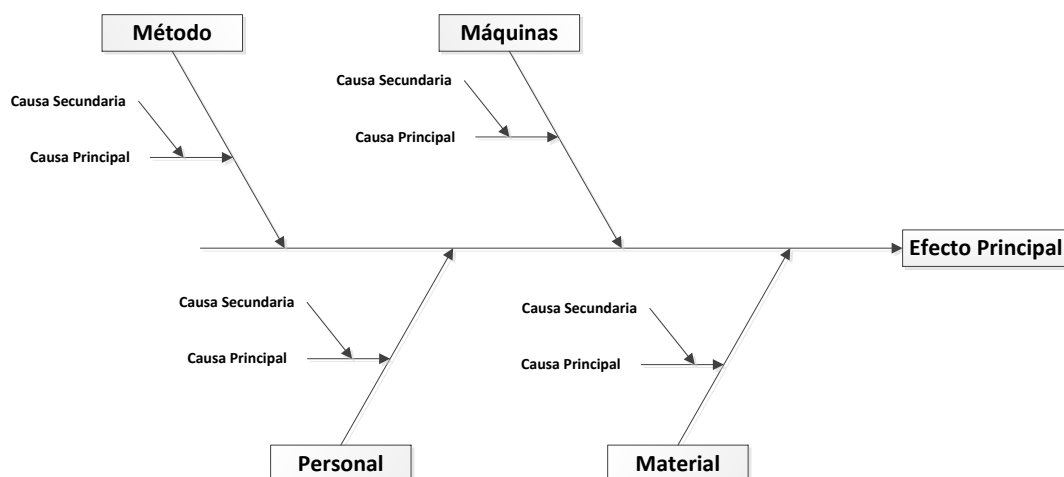 Método
Máquinas
Causa Secundaria
Causa Principal
Causa Secundaria
Causa Principal
Efecto Principal
Causa Secundaria
Causa Principal
Causa Secundaria
Causa Principal
Personal
Material